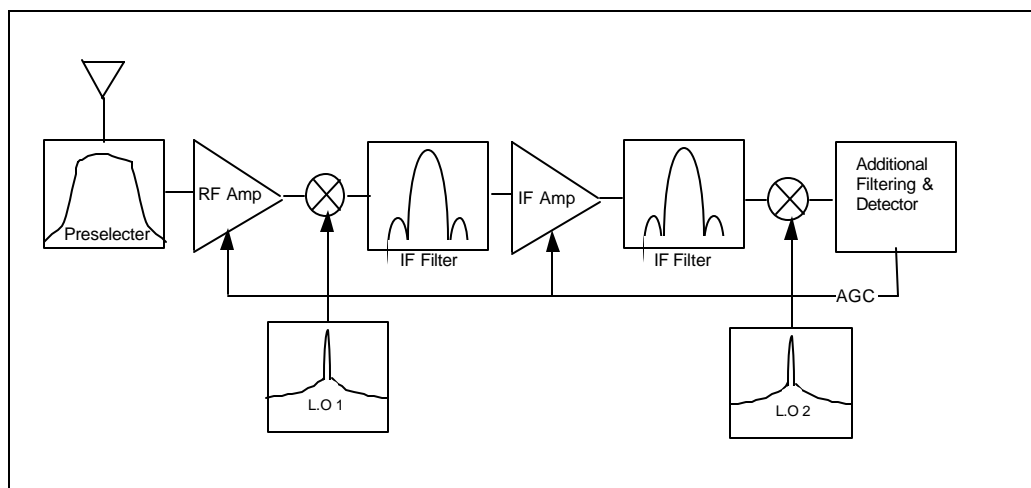 Preselecter
RF Amp
IF Filter
IF Amp
IF Filter
Additional
Filtering &
Detector
AGC
L.O 1
L.O 2